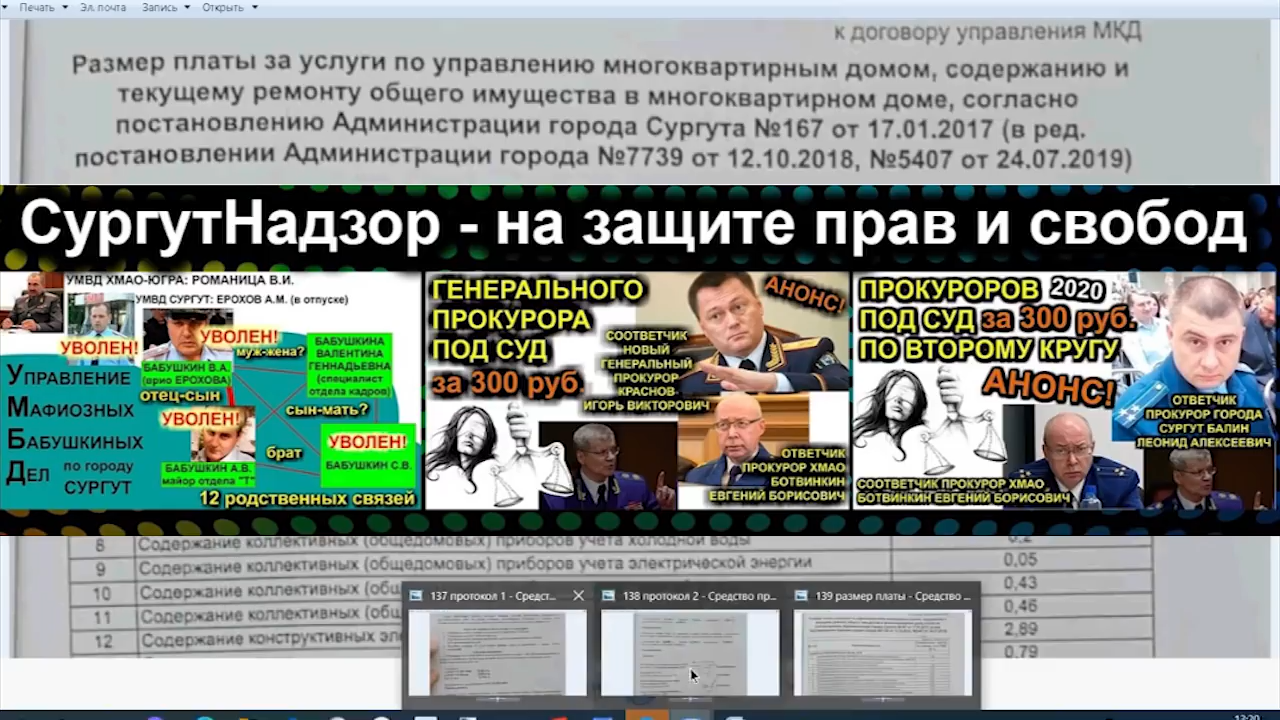 Печать Эл. почта Запись Открыть
к договору управления МКД
Размер платы за услуги по управлению многоквартирным домом, содержанию и
текущему ремонту общего имущества в многоквартирном доме, согласно
постановлению Администрации города Сургута №167 от 17.01.2017 (в ред.
постановлении Администрации города №7739 от 12.10.2018, №5407 от 24.07.2019)
СургутНадзор - на защите прав и свобод
УМВД ХМАО-ЮГРА: РОМАНИЦА В.И.
УМВД СУРГУТ: ЕРОХОВ А.М. (в отпуске)
УВОЛЕН!
УВОЛЕН!
муж-жена?
БАБУШКИНА
ВАЛЕНТИНА
ГЕННАДЬЕВНА
(специалист
отдела кадров)
БАБУШКИН В.А.
(врио ЕРОХОВА)
отец-сын
сын-мать?
УПРАВЛЕНИЕ
МАФИОЗНЫХ
БАБУШКИНЫХ
ДЕЛ по городу
СУРГУТ
УВОЛЕН!
брат
УВОЛЕН!
БАБУШКИН С.В.
БАБУШКИН А.В.
майор отдела "Т"
12 родственных связей
ГЕНЕРАЛЬНОГО
ПРОКУРОРА
ПОД СУД
за 300 руб.
АНОНС!
СООТВЕТЧИК
НОВЫЙ
ГЕНЕРАЛЬНЫЙ
ПРОКУРОР
КРАСНОВ
ИГОРЬ ВИКТОРОВИЧ
ОТВЕТЧИК
ПРОКУРОР ХМАО
БОТВИНКИН
ЕВГЕНИЙ БОРИСОВИЧ
ПРОКУРОРОВ 2020
ПОД СУД за 300 руб.
ПО ВТОРОМУ КРУГУ
АНОНС!
ОТВЕТЧИК
ПРОКУРОР ГОРОДА
СУРГУТ БАЛИН
ЛЕОНИД АЛЕКСЕЕВИЧ
СООТВЕТЧИК ПРОКУРОР ХМАО
БОТВИНКИН ЕВГЕНИЙ БОРИСОВИЧ
8 Содержание коллективных (общедомовых) приборов учета холодной воды 0,2
9 Содержание коллективных (общедомовых) приборов учета электрической энергии 0,05
10 Содержание коллективных (общ 0,43
11 Содержание коллективных (общ 0,46
12 Содержание конструктивных эл 2,89
0,79
137 протокол 1 - Средст...
138 протокол 2 - Средство пр...
139 размер платы - Средство ...
13:20